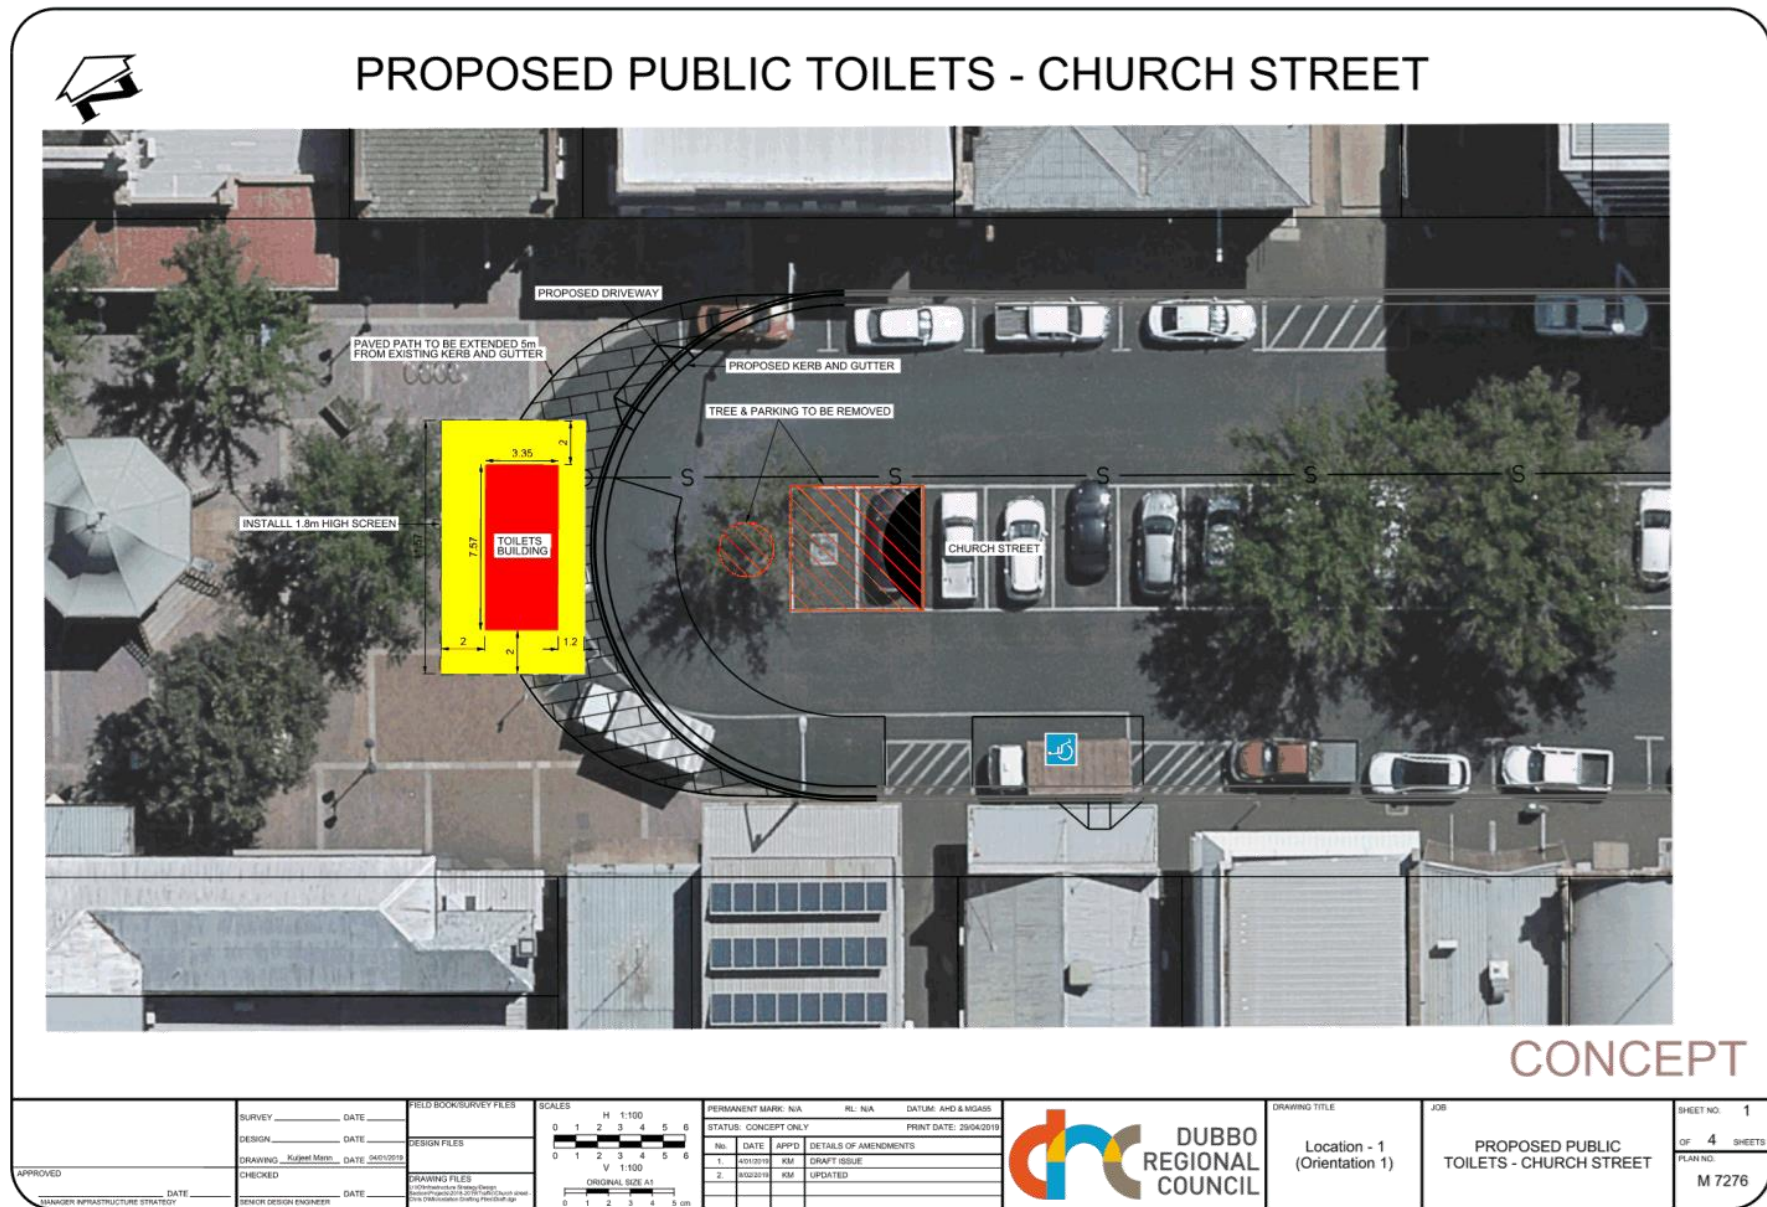 PROPOSED PUBLIC TOILETS - CHURCH STREET
PROPOSED DRIVEWAY
PAVED PATH TO BE EXTENDED 5m
FROM EXISTING KERB AND GUTTER
PROPOSED KERB AND GUTTER
TREE & PARKING TO BE REMOVED
2
3.35
S
S
S
S
S
INSTALLL 1.8m HIGH SCREEN
7.57
TOILETS
BUILDING
CHURCH STREET
2
2
1.2
CONCEPT
APPROVED
DATE
MANAGER INFRASTRUCTURE STRATEGY
SURVEY DATE
DESIGN DATE
DRAWING Kuljeet Mann DATE 04/01/2019
CHECKED
DATE
SENIOR DESIGN ENGINEER
FIELD BOOK/SURVEY FILES
DESIGN FILES
DRAWING FILES
SCALES
H 1:100
0 1 2 3 4 5 6
0 1 2 3 4 5 6
V 1:100
ORIGINAL SIZE A1
0 1 2 3 4 5 cm
PERMANENT MARK: N/A RL: N/A DATUM: AHD & MGA55
STATUS: CONCEPT ONLY PRINT DATE: 29/04/2019
No. DATE APP'D DETAILS OF AMENDMENTS
1. 4/01/2019 KM DRAFT ISSUE
2. 8/02/2019 KM UPDATED
DUBBO
REGIONAL
COUNCIL
DRAWING TITLE
Location - 1
(Orientation 1)
JOB
PROPOSED PUBLIC
TOILETS - CHURCH STREET
SHEET NO. 1
OF 4 SHEETS
PLAN NO.
M 7276